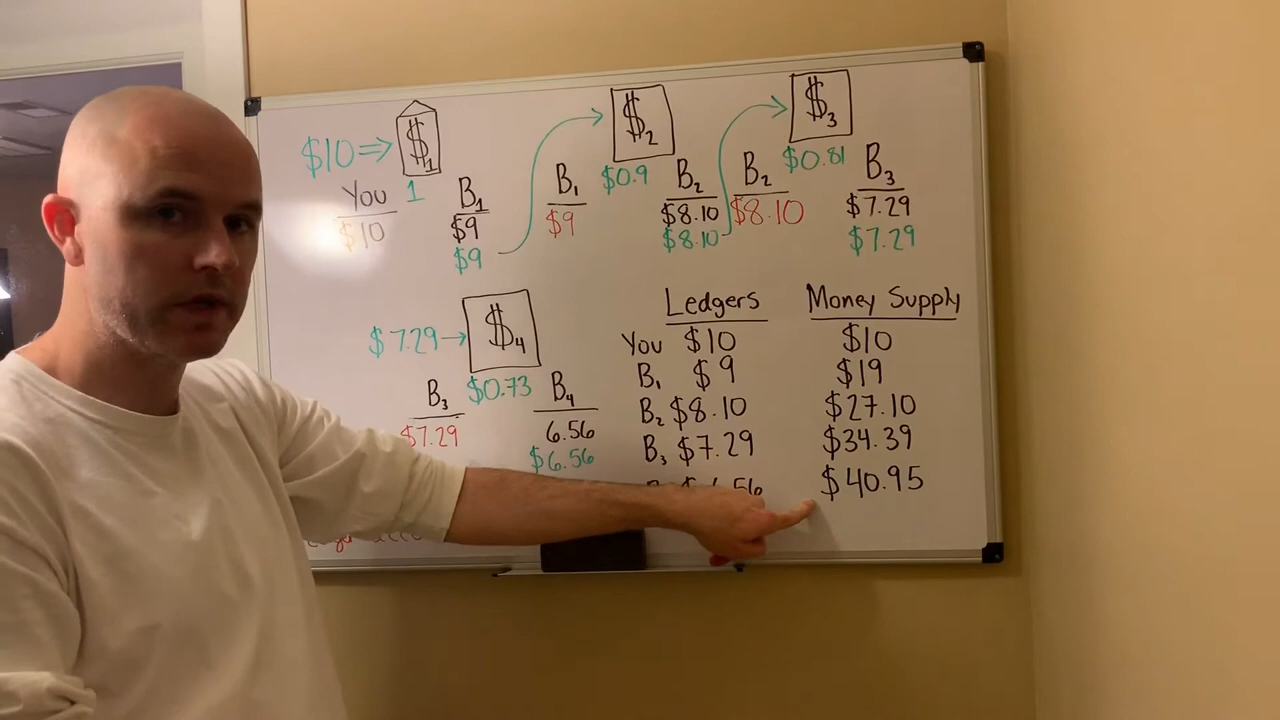 $10 ⇒ $1
You
$10
1
B1
$9
$9
$2
B1
$9
$0.9
B2
$8.10
$8.10
$3
B2
$8.10
$0.81
B3
$7.29
$7.29
$7.29 → $4
B3
$7.29
$0.73
B4
6.56
$6.56
Ledgers Money Supply
You $10 $10
B1 $9 $19
B2 $8.10 $27.10
B3 $7.29 $34.39
$40.95